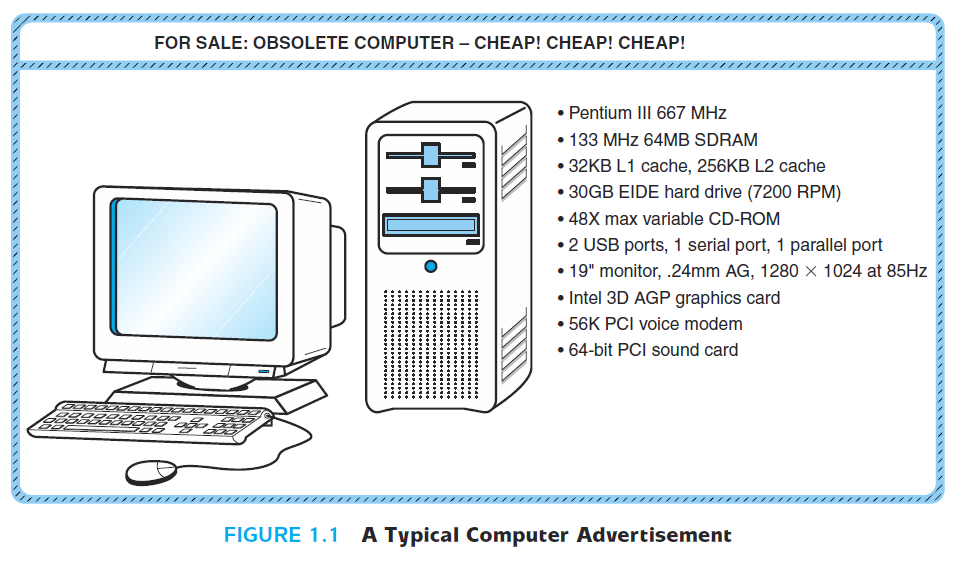 FOR SALE: OBSOLETE COMPUTER – CHEAP! CHEAP! CHEAP!
• Pentium III 667 MHz
• 133 MHz 64MB SDRAM
• 32KB L1 cache, 256KB L2 cache
• 30GB EIDE hard drive (7200 RPM)
• 48X max variable CD-ROM
• 2 USB ports, 1 serial port, 1 parallel port
• 19" monitor, .24mm AG, 1280 × 1024 at 85Hz
• Intel 3D AGP graphics card
• 56K PCI voice modem
• 64-bit PCI sound card
FIGURE 1.1 A Typical Computer Advertisement